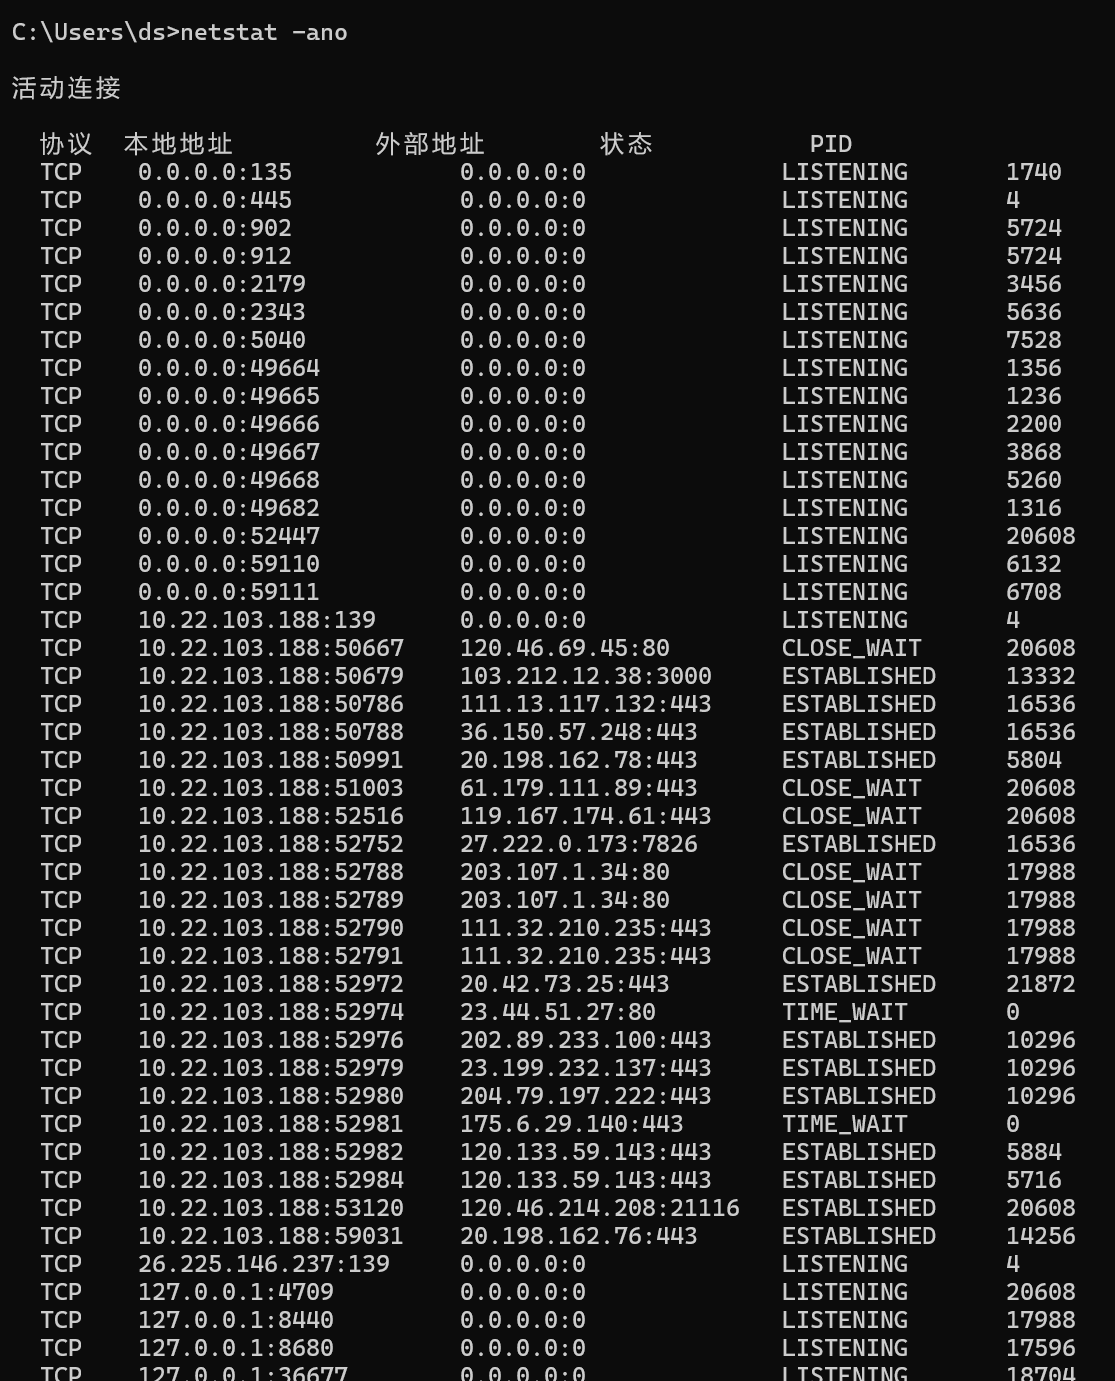 C:\Users\ds>netstat -ano
活动连接
协议 本地地址 外部地址 状态 PID
TCP 0.0.0.0:135 0.0.0.0:0 LISTENING 1740
TCP 0.0.0.0:445 0.0.0.0:0 LISTENING 4
TCP 0.0.0.0:902 0.0.0.0:0 LISTENING 5724
TCP 0.0.0.0:912 0.0.0.0:0 LISTENING 5724
TCP 0.0.0.0:2179 0.0.0.0:0 LISTENING 3456
TCP 0.0.0.0:2343 0.0.0.0:0 LISTENING 5636
TCP 0.0.0.0:5040 0.0.0.0:0 LISTENING 7528
TCP 0.0.0.0:49664 0.0.0.0:0 LISTENING 1356
TCP 0.0.0.0:49665 0.0.0.0:0 LISTENING 1236
TCP 0.0.0.0:49666 0.0.0.0:0 LISTENING 2200
TCP 0.0.0.0:49667 0.0.0.0:0 LISTENING 3868
TCP 0.0.0.0:49668 0.0.0.0:0 LISTENING 5260
TCP 0.0.0.0:49682 0.0.0.0:0 LISTENING 1316
TCP 0.0.0.0:52447 0.0.0.0:0 LISTENING 20608
TCP 0.0.0.0:59110 0.0.0.0:0 LISTENING 6132
TCP 0.0.0.0:59111 0.0.0.0:0 LISTENING 6708
TCP 10.22.103.188:139 0.0.0.0:0 LISTENING 4
TCP 10.22.103.188:50667 120.46.69.45:80 CLOSE_WAIT 20608
TCP 10.22.103.188:50679 103.212.12.38:3000 ESTABLISHED 13332
TCP 10.22.103.188:50786 111.13.117.132:443 ESTABLISHED 16536
TCP 10.22.103.188:50788 36.150.57.248:443 ESTABLISHED 16536
TCP 10.22.103.188:50991 20.198.162.78:443 ESTABLISHED 5804
TCP 10.22.103.188:51003 61.179.111.89:443 CLOSE_WAIT 20608
TCP 10.22.103.188:52516 119.167.174.61:443 CLOSE_WAIT 20608
TCP 10.22.103.188:52752 27.222.0.173:7826 ESTABLISHED 16536
TCP 10.22.103.188:52788 203.107.1.34:80 CLOSE_WAIT 17988
TCP 10.22.103.188:52789 203.107.1.34:80 CLOSE_WAIT 17988
TCP 10.22.103.188:52790 111.32.210.235:443 CLOSE_WAIT 17988
TCP 10.22.103.188:52791 111.32.210.235:443 CLOSE_WAIT 17988
TCP 10.22.103.188:52972 20.42.73.25:443 ESTABLISHED 21872
TCP 10.22.103.188:52974 23.44.51.27:80 TIME_WAIT 0
TCP 10.22.103.188:52976 202.89.233.100:443 ESTABLISHED 10296
TCP 10.22.103.188:52979 23.199.232.137:443 ESTABLISHED 10296
TCP 10.22.103.188:52980 204.79.197.222:443 ESTABLISHED 10296
TCP 10.22.103.188:52981 175.6.29.140:443 TIME_WAIT 0
TCP 10.22.103.188:52982 120.133.59.143:443 ESTABLISHED 5884
TCP 10.22.103.188:52984 120.133.59.143:443 ESTABLISHED 5716
TCP 10.22.103.188:53120 120.46.214.208:21116 ESTABLISHED 20608
TCP 10.22.103.188:59031 20.198.162.76:443 ESTABLISHED 14256
TCP 26.225.146.237:139 0.0.0.0:0 LISTENING 4
TCP 127.0.0.1:4709 0.0.0.0:0 LISTENING 20608
TCP 127.0.0.1:8440 0.0.0.0:0 LISTENING 17988
TCP 127.0.0.1:8680 0.0.0.0:0 LISTENING 17596
TCP 127.0.0.1:36677 0.0.0.0:0 LISTENING 18704